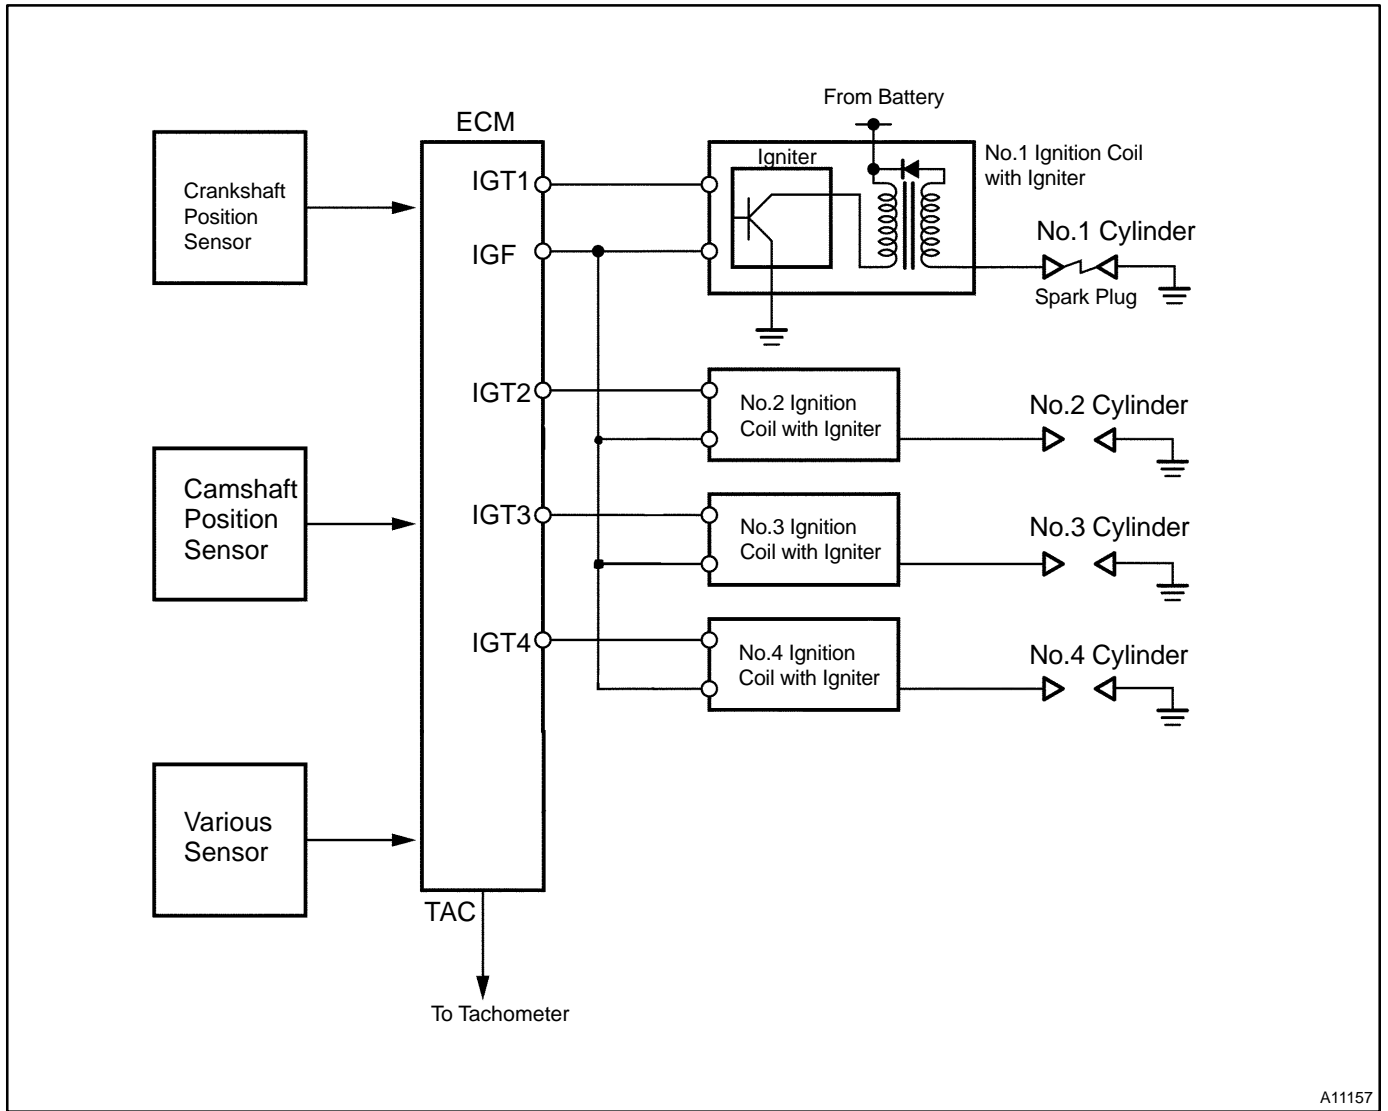 From Battery
ECM
Igniter
No.1 Ignition Coil
with Igniter
Crankshaft
Position
Sensor
IGT1
IGF
No.1 Cylinder
Spark Plug
IGT2
No.2 Ignition
Coil with Igniter
No.2 Cylinder
Camshaft
Position
Sensor
IGT3
No.3 Ignition
Coil with Igniter
No.3 Cylinder
IGT4
No.4 Ignition
Coil with Igniter
No.4 Cylinder
Various
Sensor
TAC
To Tachometer
A11157